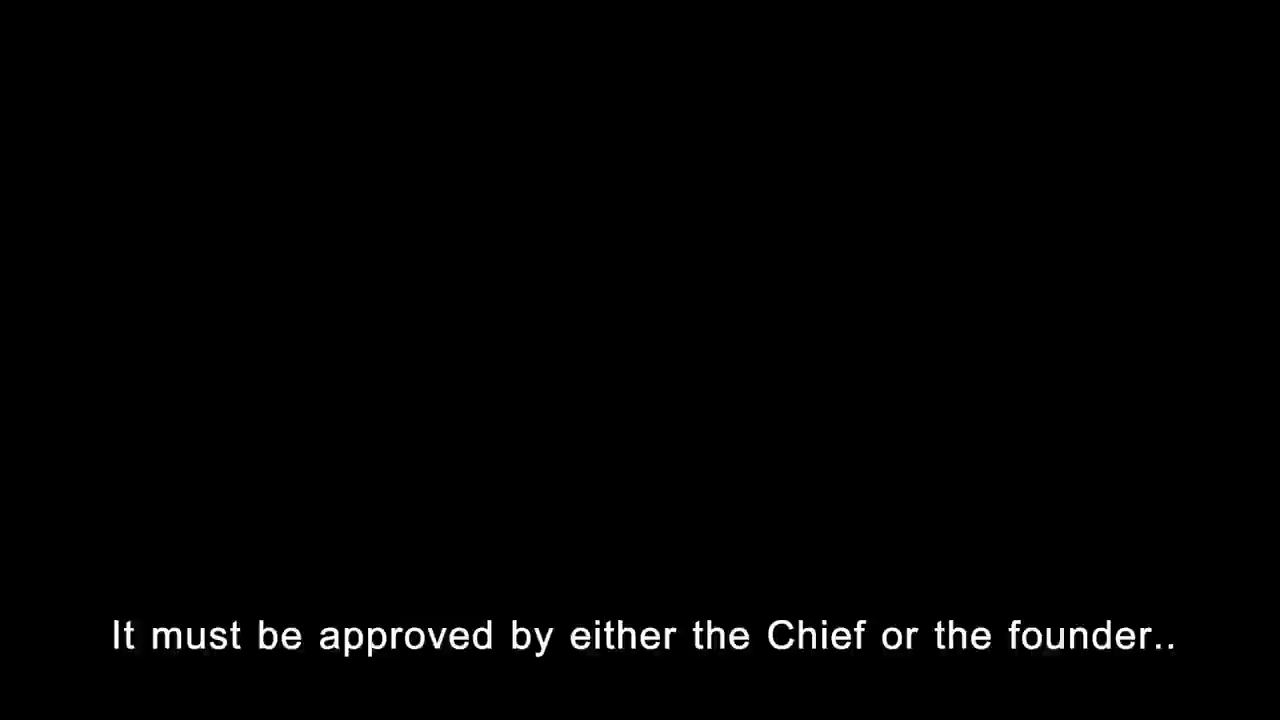 It must be approved by either the Chief or the founder..